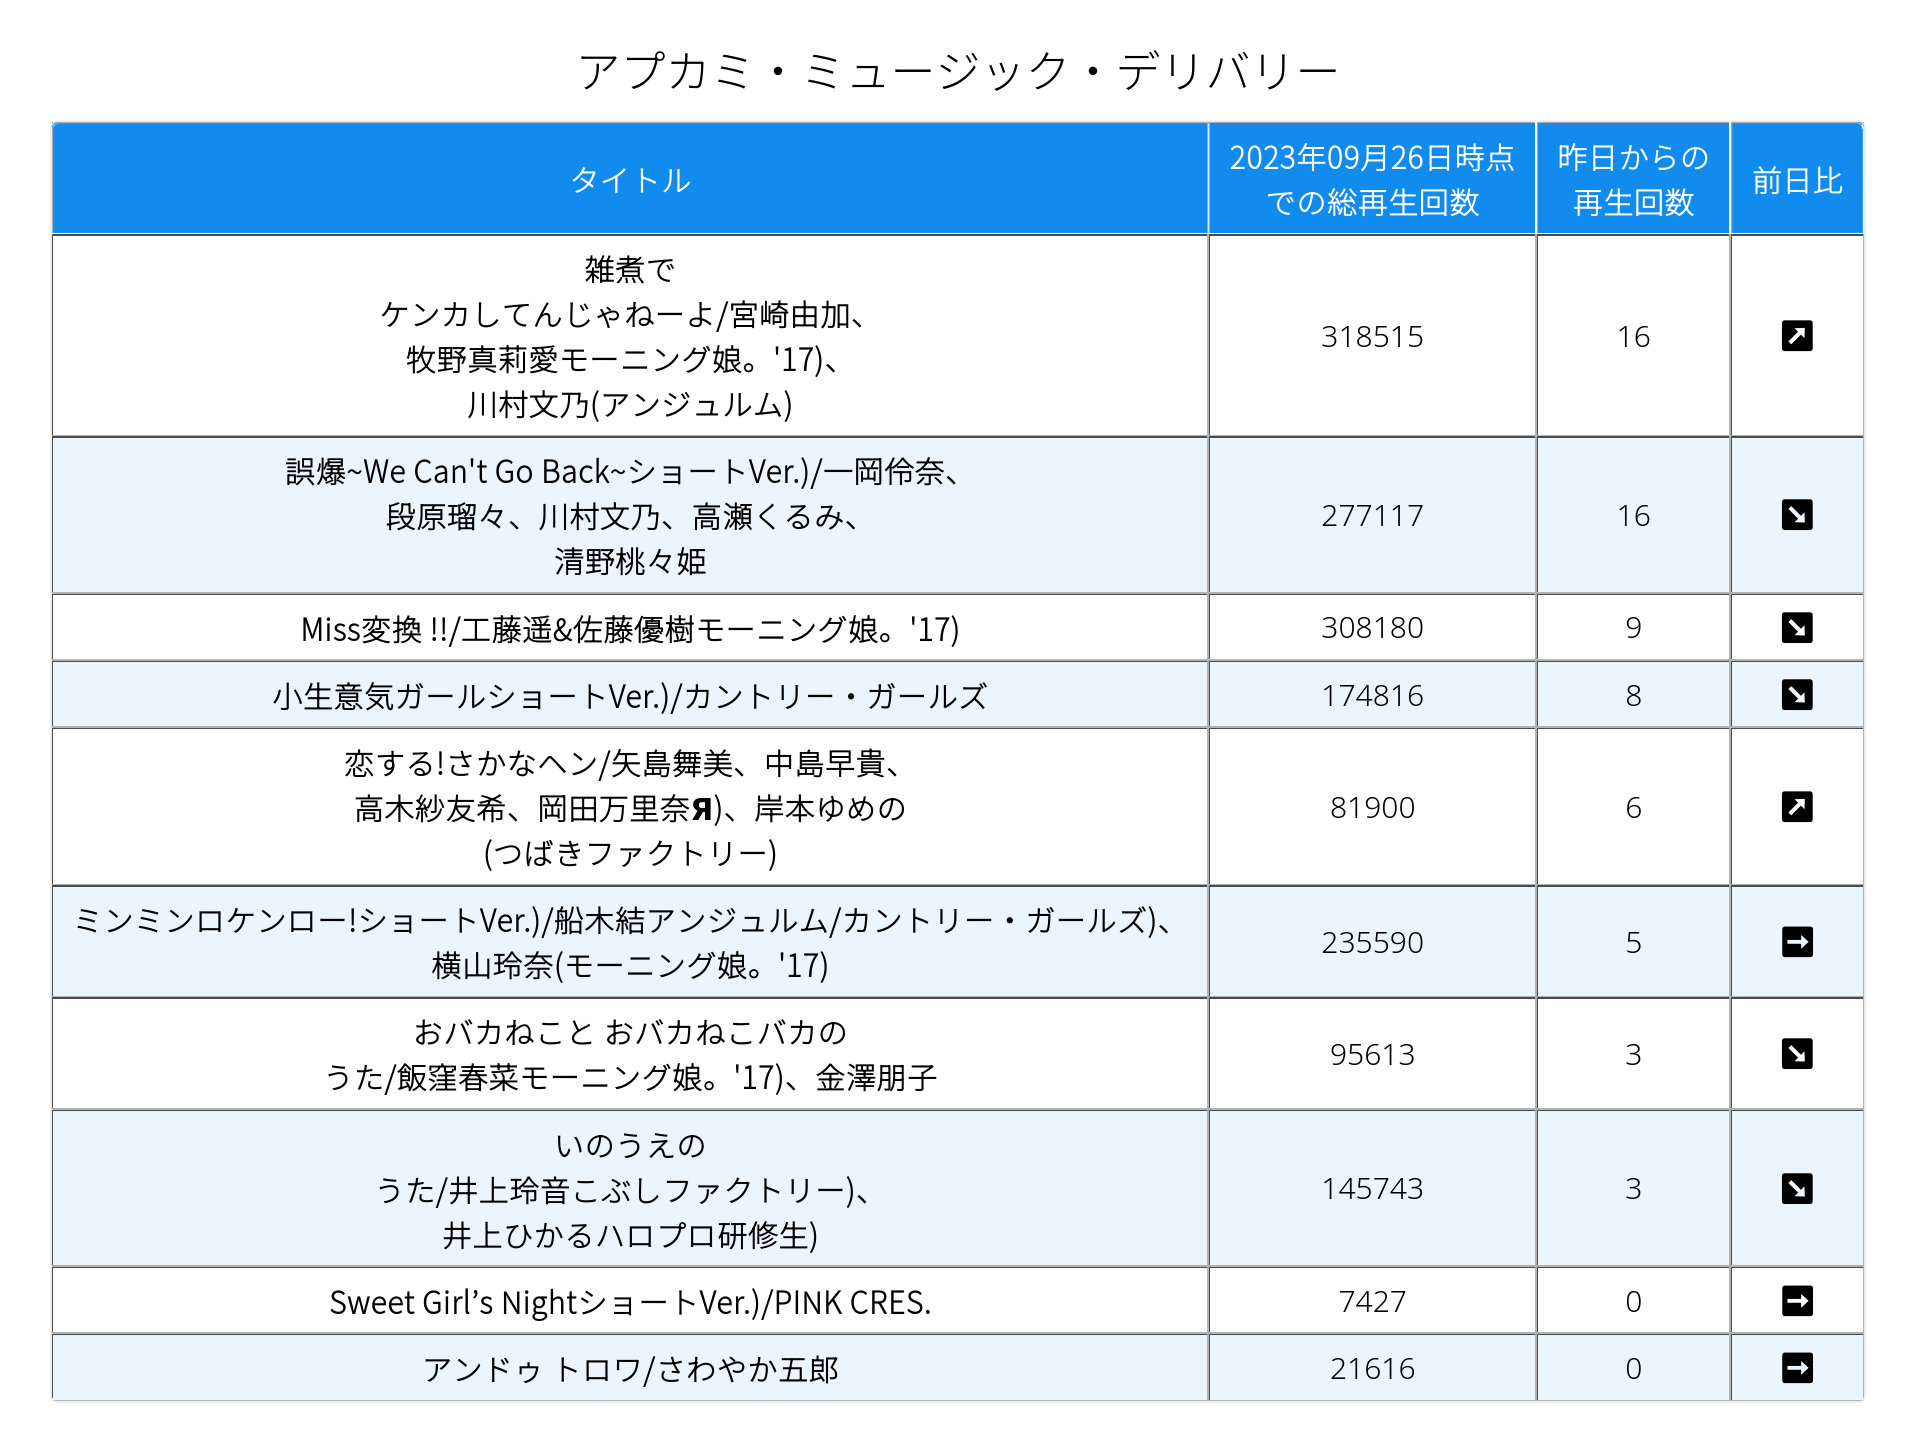 アプカミ・ミュージック・デリバリー
タイトル
2023年09月26日時点
での総再生回数
昨日からの
再生回数
前日比
雑煮で
ケンカしてんじゃねーよ/宮崎由加、
牧野真莉愛モーニング娘。'17)、
川村文乃(アンジュルム)
318515
16
誤爆~We Can't Go Back~ショートVer.)/一岡伶奈、
段原瑠々、川村文乃、高瀬くるみ、
清野桃々姫
277117
16
Miss変換 !!/工藤遥&佐藤優樹モーニング娘。'17)
308180
9
小生意気ガールショートVer.)/カントリー・ガールズ
174816
8
恋する!さかなヘン/矢島舞美、中島早貴、
高木紗友希、岡田万里奈Я)、岸本ゆめの
(つばきファクトリー)
81900
6
ミンミンロケンロー!ショートVer.)/船木結アンジュルム/カントリー・ガールズ)、
横山玲奈(モーニング娘。'17)
235590
5
おバカねこと おバカねこバカの
うた/飯窪春菜モーニング娘。'17)、金澤朋子
95613
3
いのうえの
うた/井上玲音こぶしファクトリー)、
井上ひかるハロプロ研修生)
145743
3
Sweet Girl’s NightショートVer.)/PINK CRES.
7427
0
アンドゥ トロワ/さわやか五郎
21616
0